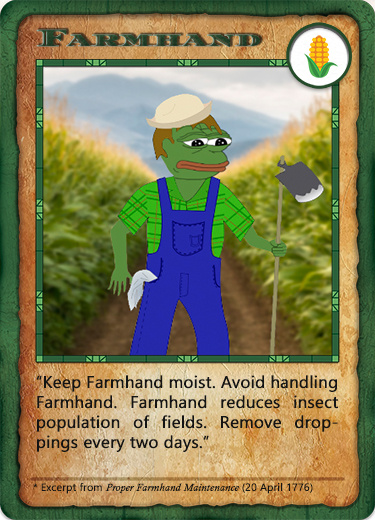 FARMHAND
"Keep Farmhand moist. Avoid handling
Farmhand. Farmhand reduces insect
population of fields. Remove drop-
pings every two days."
* Excerpt from Proper Farmhand Maintenance (20 April 1776)